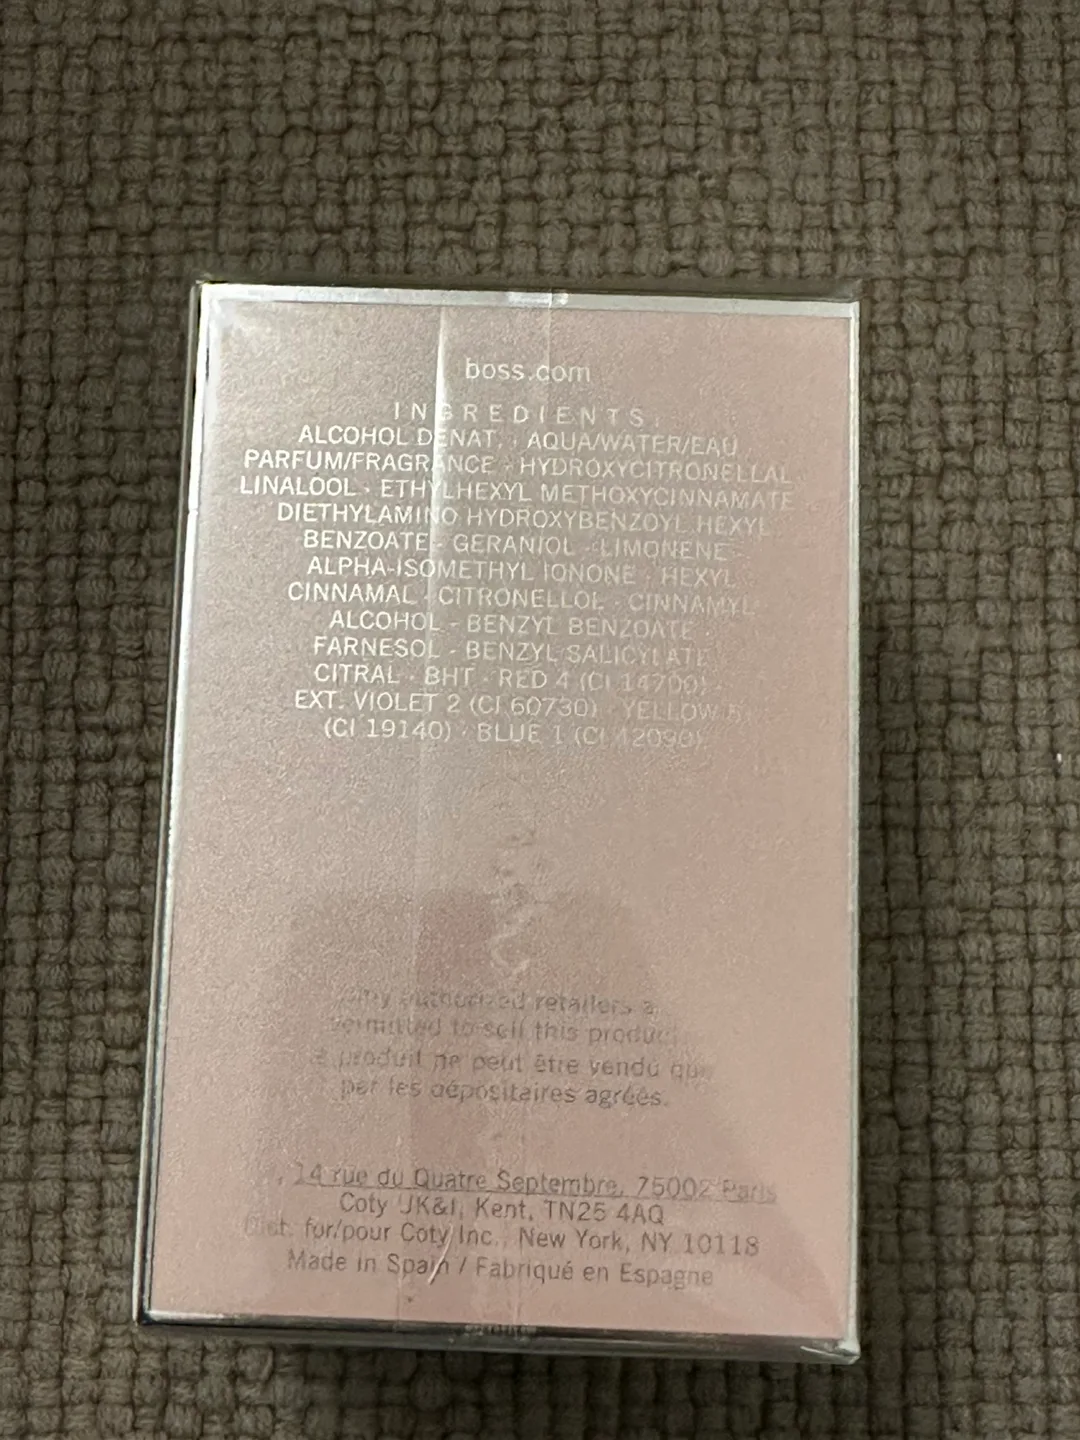 boss.com
INGREDIENTS:
ALCOHOL DENAT. · AQUA/WATER/EAU
PARFUM/FRAGRANCE · HYDROXYCITRONELLAL
LINALOOL · ETHYLHEXYL METHOXYCINNAMATE
DIETHYLAMINO HYDROXYBENZOYL HEXYL
BENZOATE · GERANIOL · LIMONENE
ALPHA-ISOMETHYL IONONE · HEXYL
CINNAMAL · CITRONELLOL · CINNAMYL
ALCOHOL · BENZYL BENZOATE
FARNESOL · BENZYL SALICYLATE
CITRAL · BHT · RED 4 (CI 14700) ·
EXT. VIOLET 2 (CI 60730) · YELLOW 5
(CI 19140) · BLUE 1 (CI 42090)
authorized retailers
permitted to sell this product
produit ne peut être vendu que
par les dépositaires agréés.
14 rue du Quatre Septembre, 75002 Paris
Coty UK&I, Kent, TN25 4AQ
Dist. for/pour Coty Inc., New York, NY 10118
Made in Spain / Fabriqué en Espagne